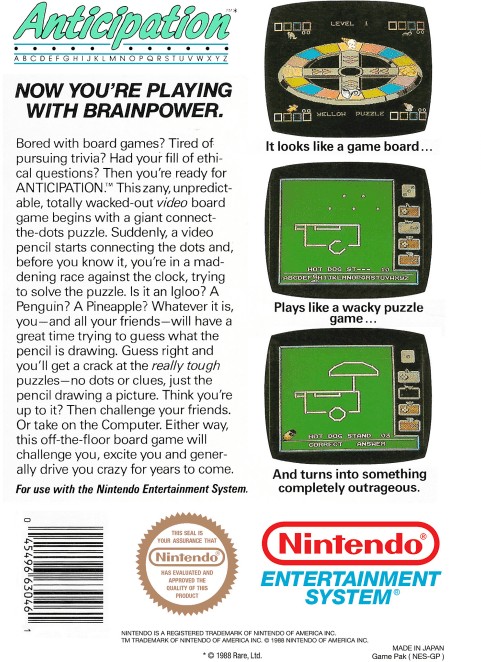 Anticipation™*
A B C D E F G H I J K L M N O P Q R S T U V W X Y Z
NOW YOU'RE PLAYING
WITH BRAINPOWER.
Bored with board games? Tired of
pursuing trivia? Had your fill of ethi-
cal questions? Then you're ready for
ANTICIPATION.™ This zany, unpredict-
able, totally wacked-out video board
game begins with a giant connect-
the-dots puzzle. Suddenly, a video
pencil starts connecting the dots and,
before you know it, you're in a mad-
dening race against the clock, trying
to solve the puzzle. Is it an Igloo? A
Penguin? A Pineapple? Whatever it is,
you—and all your friends—will have a
great time trying to guess what the
pencil is drawing. Guess right and
you'll get a crack at the really tough
puzzles—no dots or clues, just the
pencil drawing a picture. Think you're
up to it? Then challenge your friends.
Or take on the Computer. Either way,
this off-the-floor board game will
challenge you, excite you and gener-
ally drive you crazy for years to come.
For use with the Nintendo Entertainment System.
LEVEL 1
YELLOW PUZZLE
It looks like a game board...
HOT DOG ST---
ABCDEFGHIJKLMNOPQRSTUVWXYZ
Plays like a wacky puzzle
game...
HOT DOG STAND
CORRECT ANSWER
And turns into something
completely outrageous.
0 45496 63046 1
THIS SEAL IS
YOUR ASSURANCE THAT
Nintendo®
HAS EVALUATED AND
APPROVED THE
QUALITY OF THIS
PRODUCT
Nintendo®
ENTERTAINMENT
SYSTEM®
NINTENDO IS A REGISTERED TRADEMARK OF NINTENDO OF AMERICA INC.
TM TRADEMARK OF NINTENDO OF AMERICA INC. © 1988 NINTENDO OF AMERICA INC.
* © 1988 Rare, Ltd.
MADE IN JAPAN
Game Pak ( NES-GP )